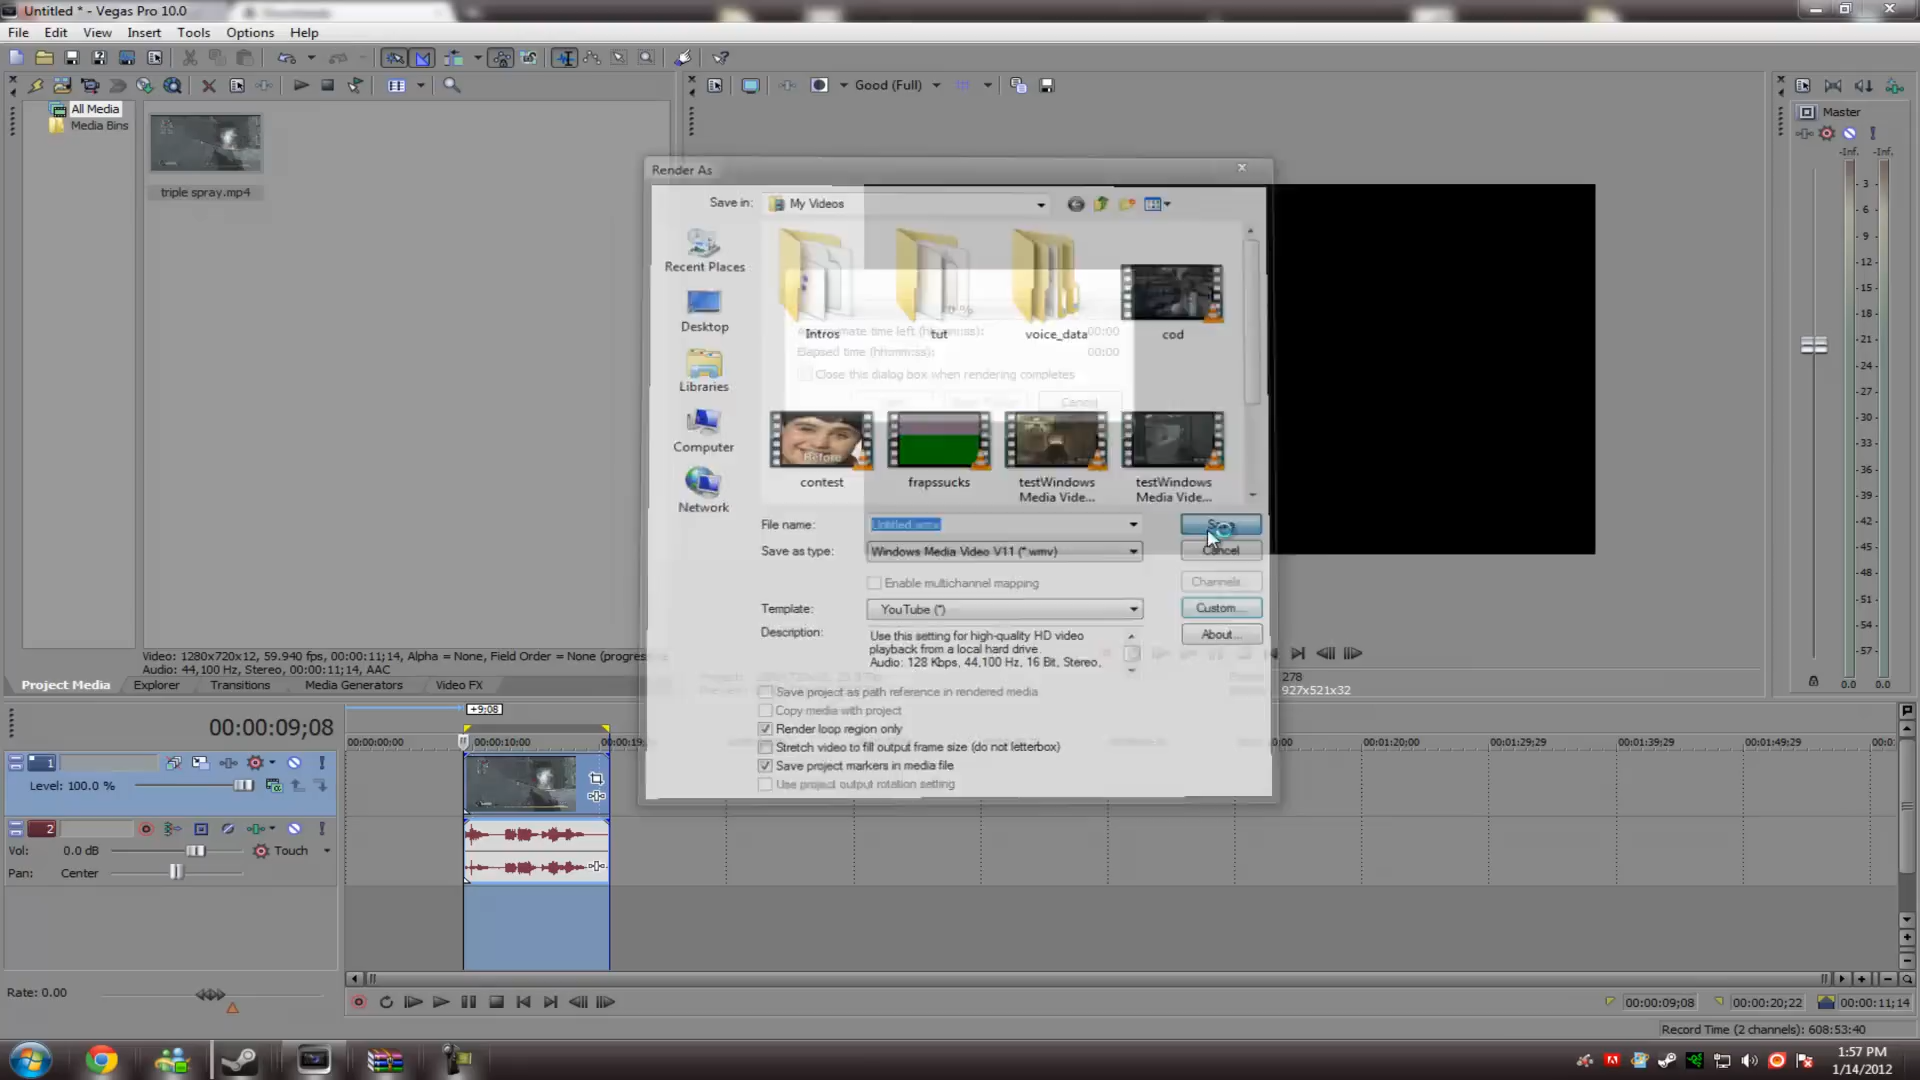 Untitled * - Vegas Pro 10.0
File Edit View Insert Tools Options Help
Good (Full)
All Media
Media Bins
triple spray.mp4
Master
-Inf. -Inf.
3
6
9
12
15
18
21
24
27
30
33
36
39
42
45
48
51
54
57
0.0 0.0
Render As
Save in: My Videos
Recent Places
Desktop
Libraries
Computer
Network
Intros
tut
voice_data
cod
Before
contest
frapssucks
testWindows
Media Vide...
testWindows
Media Vide...
time left (hh:mm:ss): 00:00
Elapsed time (hh:mm:ss): 00:00
Close this dialog box when rendering completes
Cancel
File name: Untitled.wmv
Save as type: Windows Media Video V11 (*.wmv)
Cancel
Enable multichannel mapping
Channels...
Template: YouTube (*)
Custom...
Description:
Use this setting for high-quality HD video
playback from a local hard drive.
Audio: 128 Kbps, 44,100 Hz, 16 Bit, Stereo,
About...
Save project as path reference in rendered media
Copy media with project
Render loop region only
Stretch video to fill output frame size (do not letterbox)
Save project markers in media file
Use project output rotation setting
278
927x521x32
Video: 1280x720x12, 59.940 fps, 00:00:11;14, Alpha = None, Field Order = None (progres
Audio: 44,100 Hz, Stereo, 00:00:11;14, AAC
Project Media Explorer Transitions Media Generators Video FX
00:00:09;08
+9:08
00:00:00;00 00:00:10;00 00:00:19; 00:01:20;00 00:01:29;29 00:01:39;29 00:01:49;29 00:0
1
Level: 100.0 %
2
Vol: 0.0 dB Touch
Pan: Center
Rate: 0.00
00:00:09;08 00:00:20;22 00:00:11;14
Record Time (2 channels): 608:53:40
1:57 PM
1/14/2012